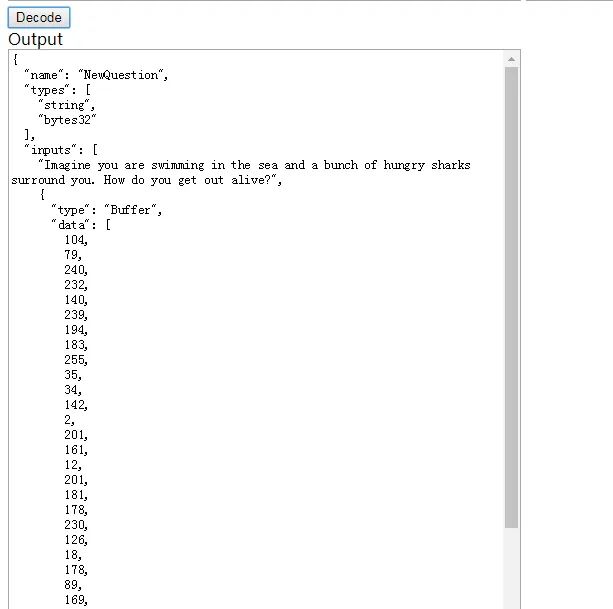 Decode
Output
{
"name": "NewQuestion",
"types": [
"string",
"bytes32"
],
"inputs": [
"Imagine you are swimming in the sea and a bunch of hungry sharks
surround you. How do you get out alive?",
{
"type": "Buffer",
"data": [
104,
79,
240,
232,
140,
239,
194,
183,
255,
35,
34,
142,
2,
201,
161,
12,
201,
181,
178,
230,
126,
18,
178,
89,
169,